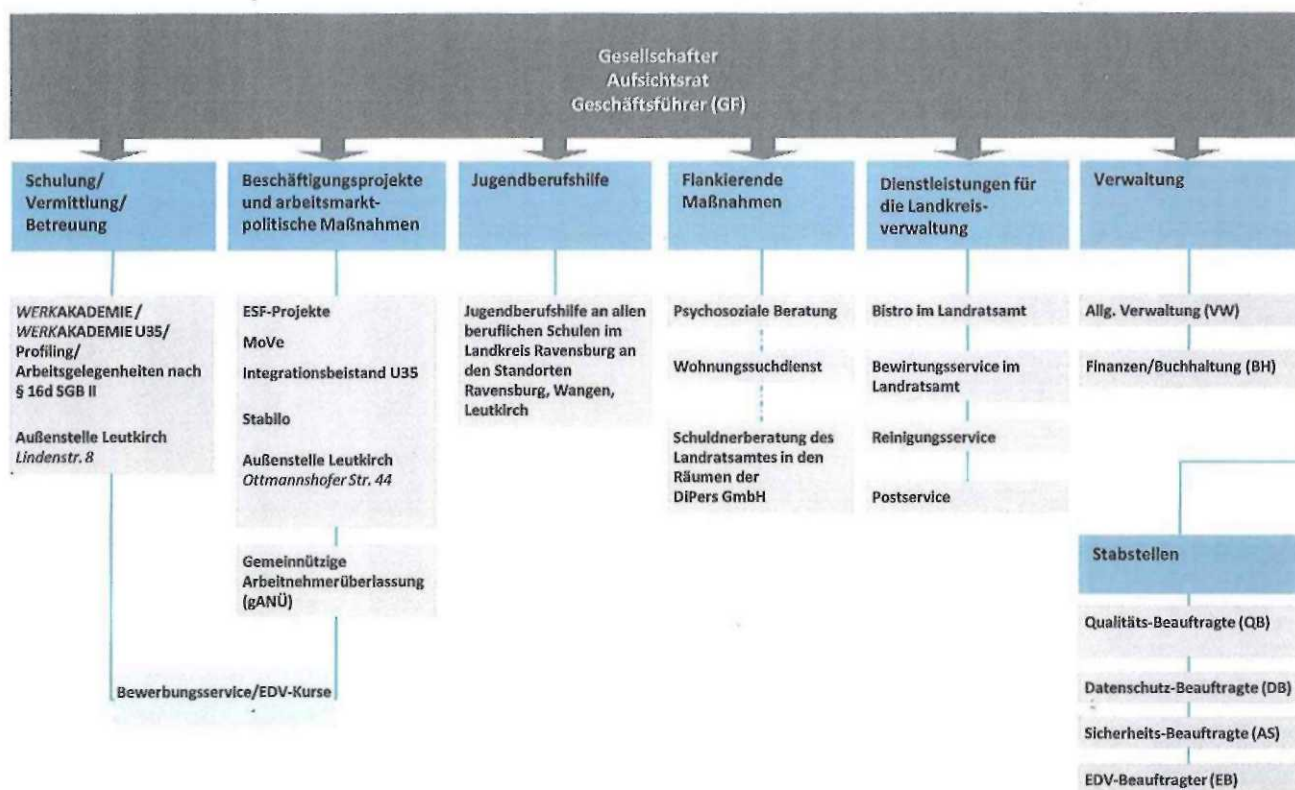 Gesellschafter
Aufsichtsrat
Geschäftsführer (GF)
Schulung/
Vermittlung/
Betreuung
WERKAKADEMIE/
WERKAKADEMIE U35/
Profiling/
Arbeitsgelegenheiten nach
§ 16d SGB II
Außenstelle Leutkirch
Lindenstr. 8
Beschäftigungsprojekte
und arbeitsmarkt-
politische Maßnahmen
ESF-Projekte
MoVe
Integrationsbeistand U35
Stabilo
Außenstelle Leutkirch
Ottmannshofer Str. 44
Gemeinnützige
Arbeitnehmerüberlassung
(gANÜ)
Bewerbungsservice/EDV-Kurse
Jugendberufshilfe
Jugendberufshilfe an allen
beruflichen Schulen im
Landkreis Ravensburg an
den Standorten
Ravensburg, Wangen,
Leutkirch
Flankierende
Maßnahmen
Psychosoziale Beratung
Wohnungssuchdienst
Schuldnerberatung des
Landratsamtes in den
Räumen der
DiPers GmbH
Dienstleistungen für
die Landkreis-
verwaltung
Bistro im Landratsamt
Bewirtungsservice im
Landratsamt
Reinigungsservice
Postservice
Verwaltung
Allg. Verwaltung (VW)
Finanzen/Buchhaltung (BH)
Stabstellen
Qualitäts-Beauftragte (QB)
Datenschutz-Beauftragte (DB)
Sicherheits-Beauftragte (AS)
EDV-Beauftragter (EB)